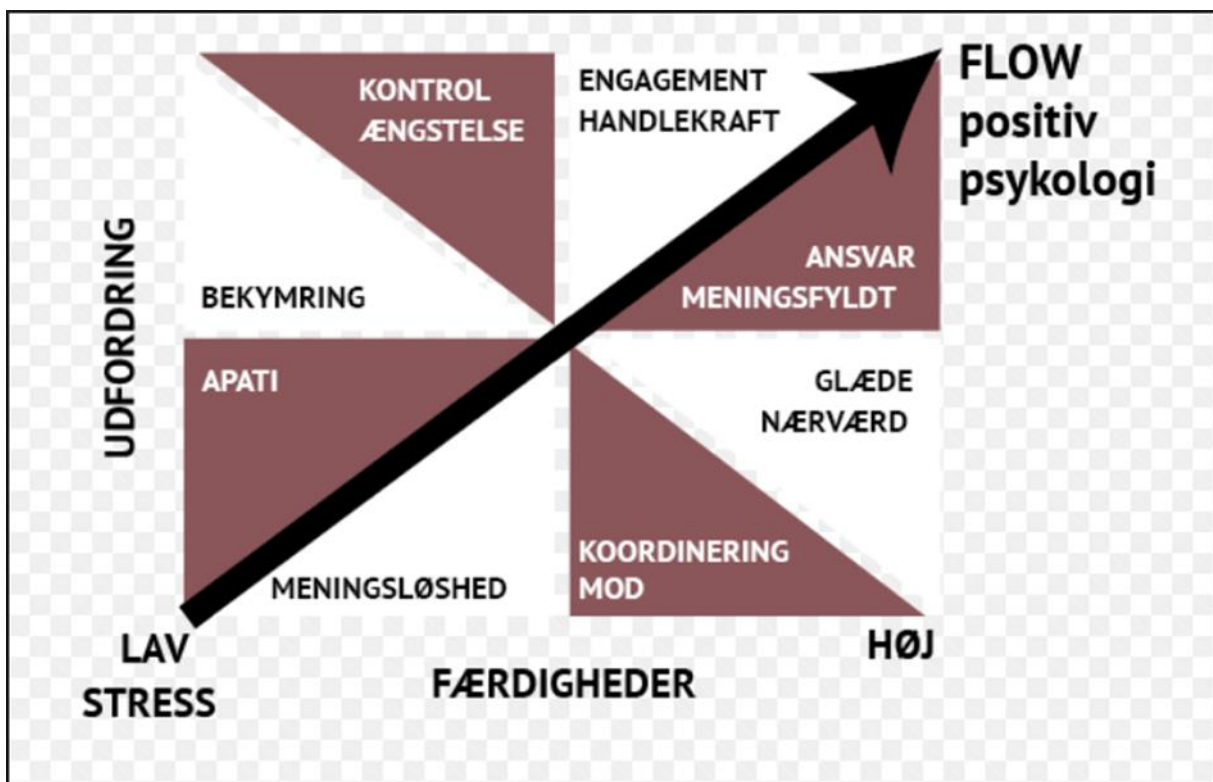 KONTROL
ÆNGSTELSE
ENGAGEMENT
HANDLEKRAFT
FLOW
positiv
psykologi
UDFORDRING
BEKYMRING
ANSVAR
MENINGSFYLDT
APATI
GLÆDE
NÆRVÆRD
MENINGSLØSHED
KOORDINERING
MOD
LAV
STRESS
FÆRDIGHEDER
HØJ